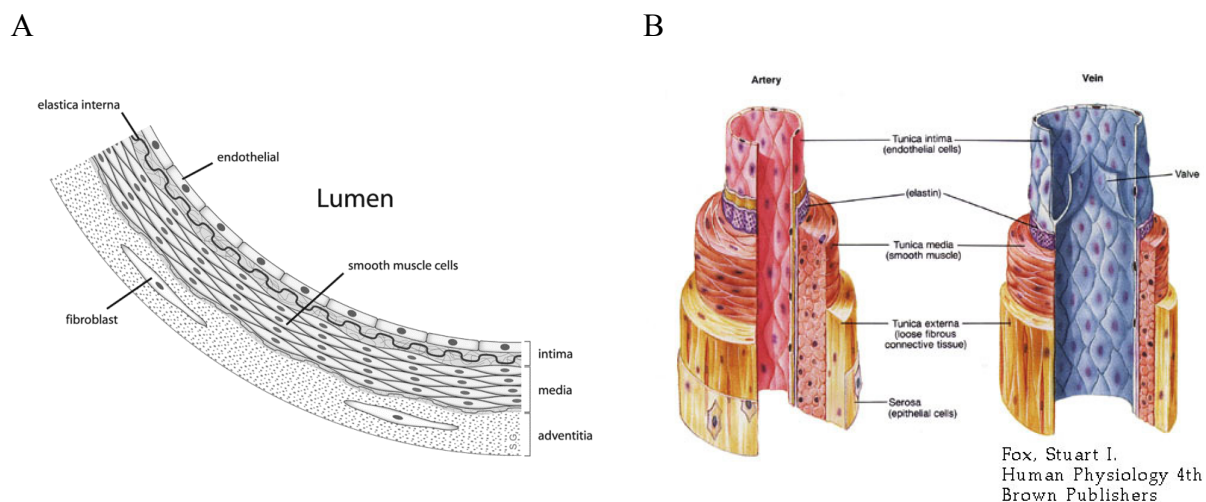 A
elastica interna
endothelial
Lumen
smooth muscle cells
fibroblast
intima
media
adventitia
S.G.
B
Artery
Vein
Tunica intima
(endothelial cells)
Valve
(elastin)
Tunica media
(smooth muscle)
Tunica externa
(loose fibrous
connective tissue)
Serosa
(epithelial cells)
Fox, Stuart I.
Human Physiology 4th
Brown Publishers